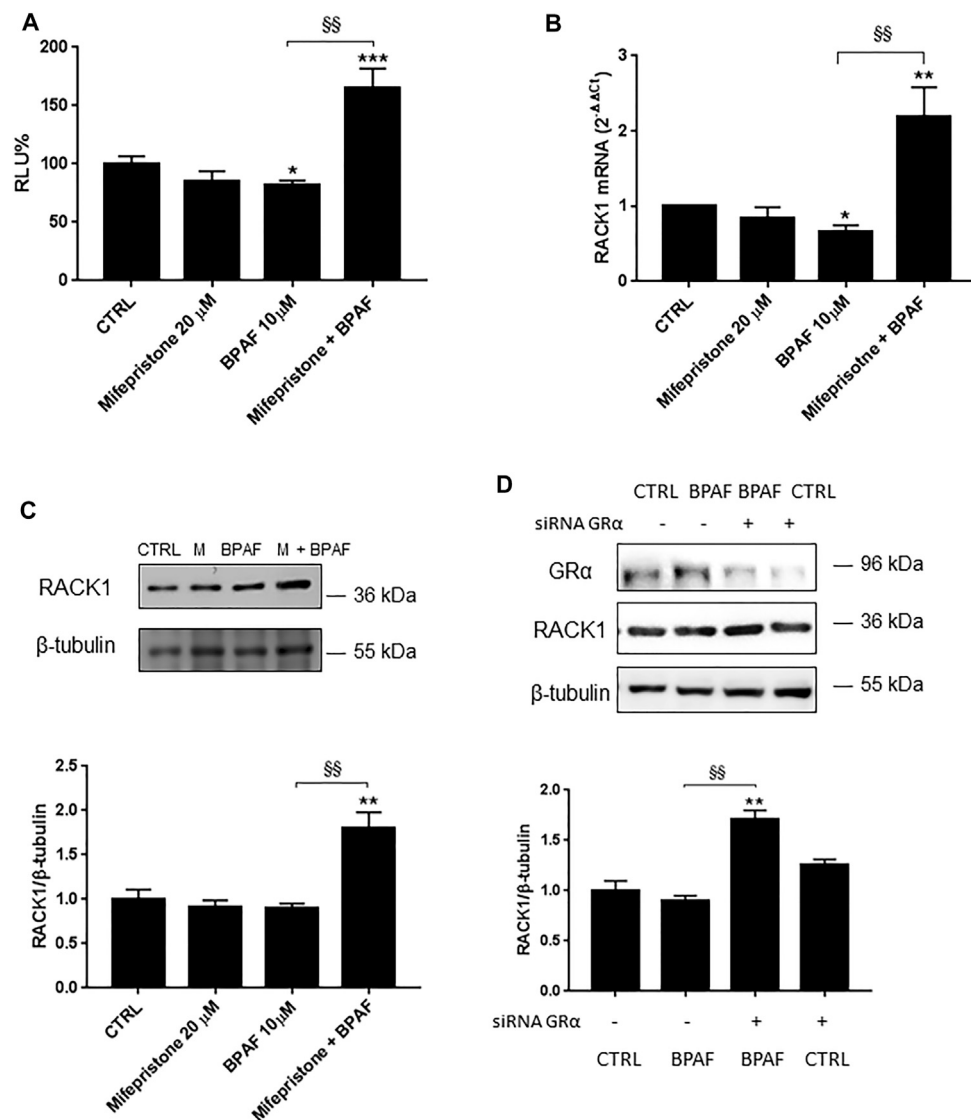 A
§§
***
*
RLU%
200
150
100
50
0
CTRL
Mifepristone 20 μM
BPAF 10μM
Mifepristone + BPAF
B
§§
**
*
RACK1 mRNA (2-ΔΔCt)
3
2
1
0
CTRL
Mifepristone 20 μM
BPAF 10μM
Mifeprisotne + BPAF
C
CTRL M BPAF M + BPAF
RACK1
36 kDa
β-tubulin
55 kDa
§§
**
RACK1/β-tubulin
2.5
2.0
1.5
1.0
0.5
0.0
CTRL
Mifepristone 20 μM
BPAF 10μM
Mifepristone + BPAF
D
CTRL BPAF BPAF CTRL
siRNA GRα - - + +
GRα
96 kDa
RACK1
36 kDa
β-tubulin
55 kDa
§§
**
RACK1/β-tubulin
2.0
1.5
1.0
0.5
0.0
siRNA GRα - - + +
CTRL BPAF BPAF CTRL